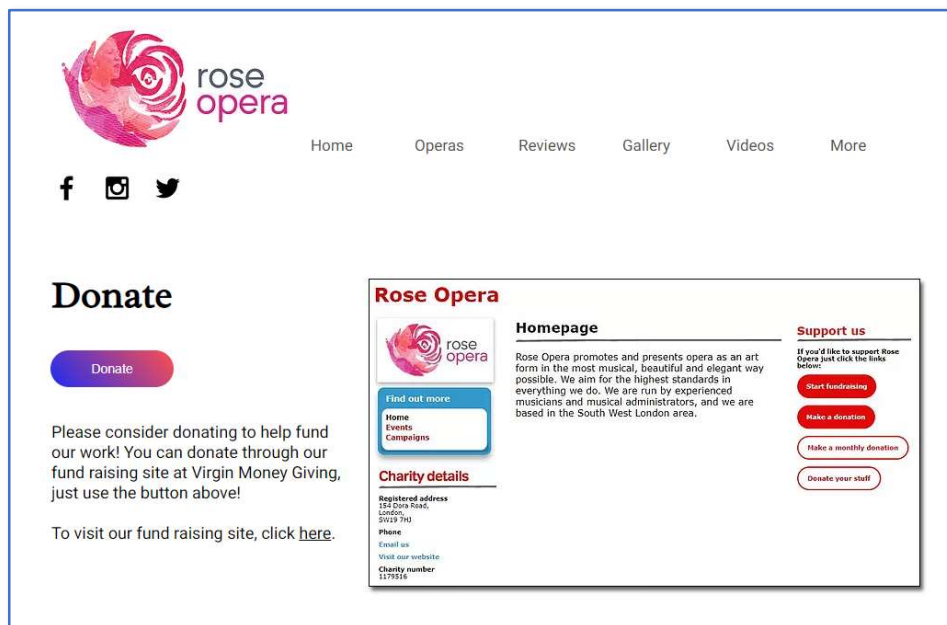 rose
opera
Home Operas Reviews Gallery Videos More
Donate
Donate
Please consider donating to help fund
our work! You can donate through our
fund raising site at Virgin Money Giving,
just use the button above!
To visit our fund raising site, click here.
Rose Opera
rose
opera
Find out more
Home
Events
Campaigns
Charity details
Registered address
154 Dora Road,
London,
SW19 7HJ
Phone
Email us
Visit our website
Charity number
1179516
Homepage
Rose Opera promotes and presents opera as an art
form in the most musical, beautiful and elegant way
possible. We aim for the highest standards in
everything we do. We are run by experienced
musicians and musical administrators, and we are
based in the South West London area.
Support us
If you'd like to support Rose
Opera just click the links
below:
Start fundraising
Make a donation
Make a monthly donation
Donate your stuff